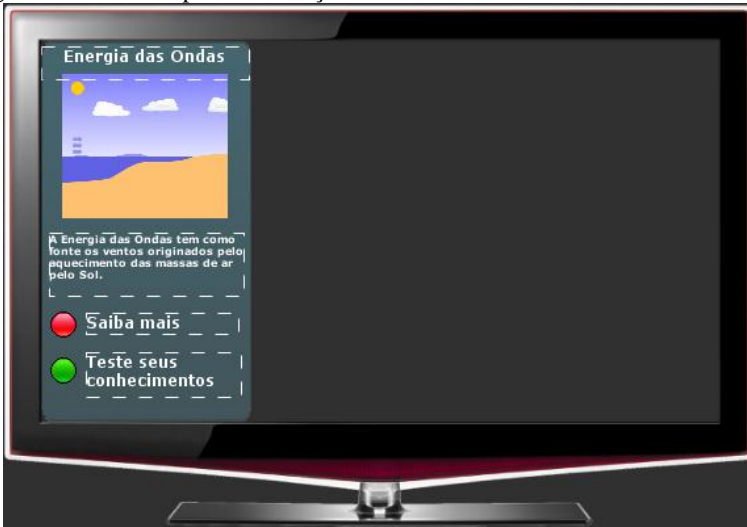 Energia das Ondas
A Energia das Ondas tem como
fonte os ventos originados pelo
aquecimento das massas de ar
pelo Sol.
Saiba mais
Teste seus
conhecimentos